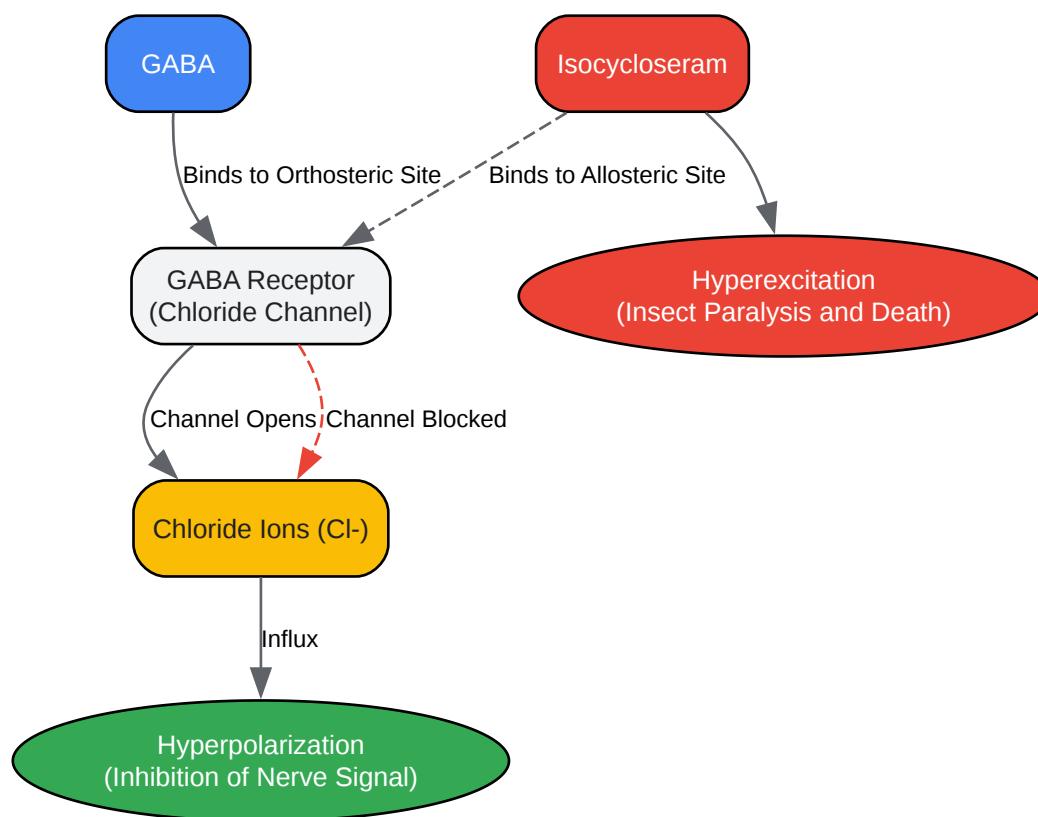 GABA
Isocycloseram
Binds to Orthosteric Site
Binds to Allosteric Site
GABA Receptor
(Chloride Channel)
Hyperexcitation
(Insect Paralysis and Death)
Channel Opens
Channel Blocked
Chloride Ions (Cl-)
Influx
Hyperpolarization
(Inhibition of Nerve Signal)